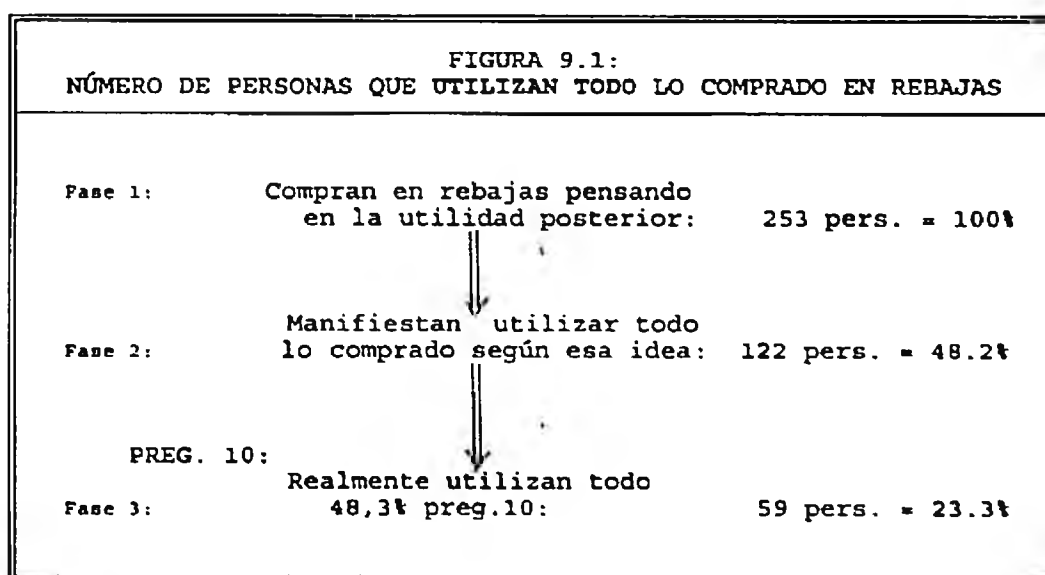 FIGURA 9.1:
NÚMERO DE PERSONAS QUE UTILIZAN TODO LO COMPRADO EN REBAJAS
Fase 1: Compran en rebajas pensando
en la utilidad posterior: 253 pers. = 100%
Manifiestan utilizar todo
Fase 2: lo comprado según esa idea: 122 pers. = 48.2%
PREG. 10:
Realmente utilizan todo
Fase 3: 48,3% preg.10: 59 pers. = 23.3%